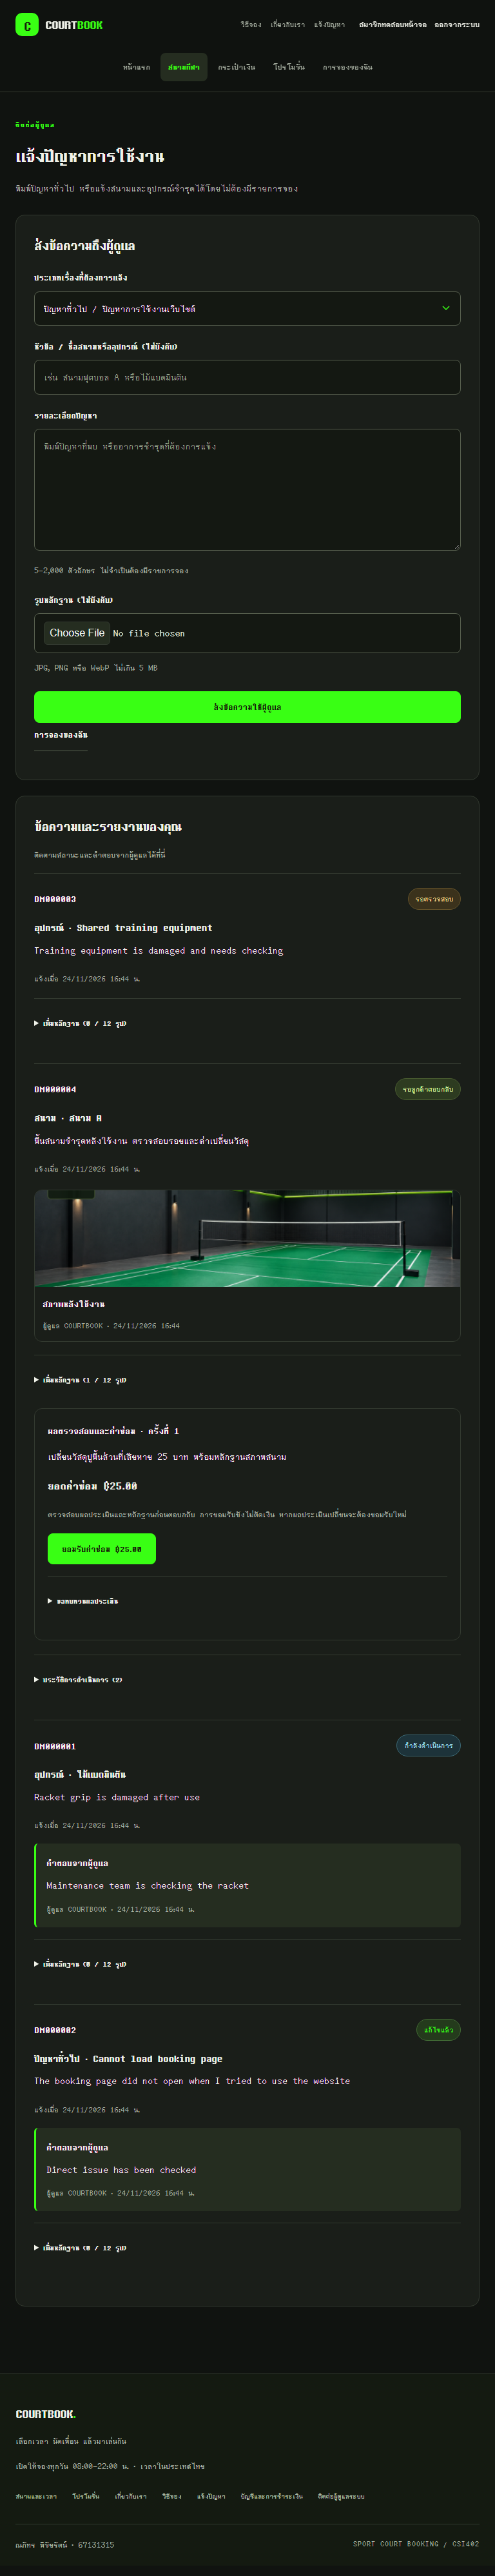 C COURTBOOK
วิธีจอง เกี่ยวกับเรา แจ้งปัญหา สมาชิกทดสอบหน้าจอ ออกจากระบบ
หน้าแรก สนามกีฬา กระเป๋าเงิน โปรโมชั่น การจองของฉัน
ติดต่อผู้ดูแล
แจ้งปัญหาการใช้งาน
พิมพ์ปัญหาทั่วไป หรือแจ้งสนามและอุปกรณ์ชำรุดได้โดยไม่ต้องมีรายการจอง
ส่งข้อความถึงผู้ดูแล
ประเภทเรื่องที่ต้องการแจ้ง
ปัญหาทั่วไป / ปัญหาการใช้งานเว็บไซต์
หัวข้อ / ชื่อสนามหรืออุปกรณ์ (ไม่บังคับ)
เช่น สนามฟุตบอล A หรือไม้แบดมินตัน
รายละเอียดปัญหา
พิมพ์ปัญหาที่พบ หรืออาการชำรุดที่ต้องการแจ้ง
5–2,000 ตัวอักษร ไม่จำเป็นต้องมีรายการจอง
รูปหลักฐาน (ไม่บังคับ)
Choose File No file chosen
JPG, PNG หรือ WebP ไม่เกิน 5 MB
ส่งข้อความให้ผู้ดูแล
การจองของฉัน
ข้อความและรายงานของคุณ
ติดตามสถานะและคำตอบจากผู้ดูแลได้ที่นี่
DM000003 รอตรวจสอบ
อุปกรณ์ · Shared training equipment
Training equipment is damaged and needs checking
แจ้งเมื่อ 24/11/2026 16:44 น.
▶ เพิ่มหลักฐาน (0 / 12 รูป)
DM000004 รอลูกค้าตอบกลับ
สนาม · สนาม A
พื้นสนามชำรุดหลังใช้งาน ตรวจสอบรอยและค่าเปลี่ยนวัสดุ
แจ้งเมื่อ 24/11/2026 16:44 น.
สภาพหลังใช้งาน
ผู้ดูแล COURTBOOK · 24/11/2026 16:44
▶ เพิ่มหลักฐาน (1 / 12 รูป)
ผลตรวจสอบและค่าซ่อม · ครั้งที่ 1
เปลี่ยนวัสดุปูพื้นส่วนที่เสียหาย 25 บาท พร้อมหลักฐานสภาพสนาม
ยอดค่าซ่อม ฿25.00
ตรวจสอบผลประเมินและหลักฐานก่อนตอบกลับ การยอมรับยังไม่ตัดเงิน หากผลประเมินเปลี่ยนจะต้องยอมรับใหม่
ยอมรับค่าซ่อม ฿25.00
▶ ขอทบทวนผลประเมิน
▶ ประวัติการดำเนินการ (2)
DM000001 กำลังดำเนินการ
อุปกรณ์ · ไม้แบดมินตัน
Racket grip is damaged after use
แจ้งเมื่อ 24/11/2026 16:44 น.
คำตอบจากผู้ดูแล
Maintenance team is checking the racket
ผู้ดูแล COURTBOOK · 24/11/2026 16:44 น.
▶ เพิ่มหลักฐาน (0 / 12 รูป)
DM000002 แก้ไขแล้ว
ปัญหาทั่วไป · Cannot load booking page
The booking page did not open when I tried to use the website
แจ้งเมื่อ 24/11/2026 16:44 น.
คำตอบจากผู้ดูแล
Direct issue has been checked
ผู้ดูแล COURTBOOK · 24/11/2026 16:44 น.
▶ เพิ่มหลักฐาน (0 / 12 รูป)
COURTBOOK.
เลือกเวลา นัดเพื่อน แล้วมาเล่นกัน
เปิดให้จองทุกวัน 08:00–22:00 น. · เวลาในประเทศไทย
สนามและเวลา โปรโมชั่น เกี่ยวกับเรา วิธีจอง แจ้งปัญหา บัญชีและการชำระเงิน ติดต่อผู้ดูแลระบบ
ณภัทร พิวัชรัตน์ · 67131315 SPORT COURT BOOKING / CSI402